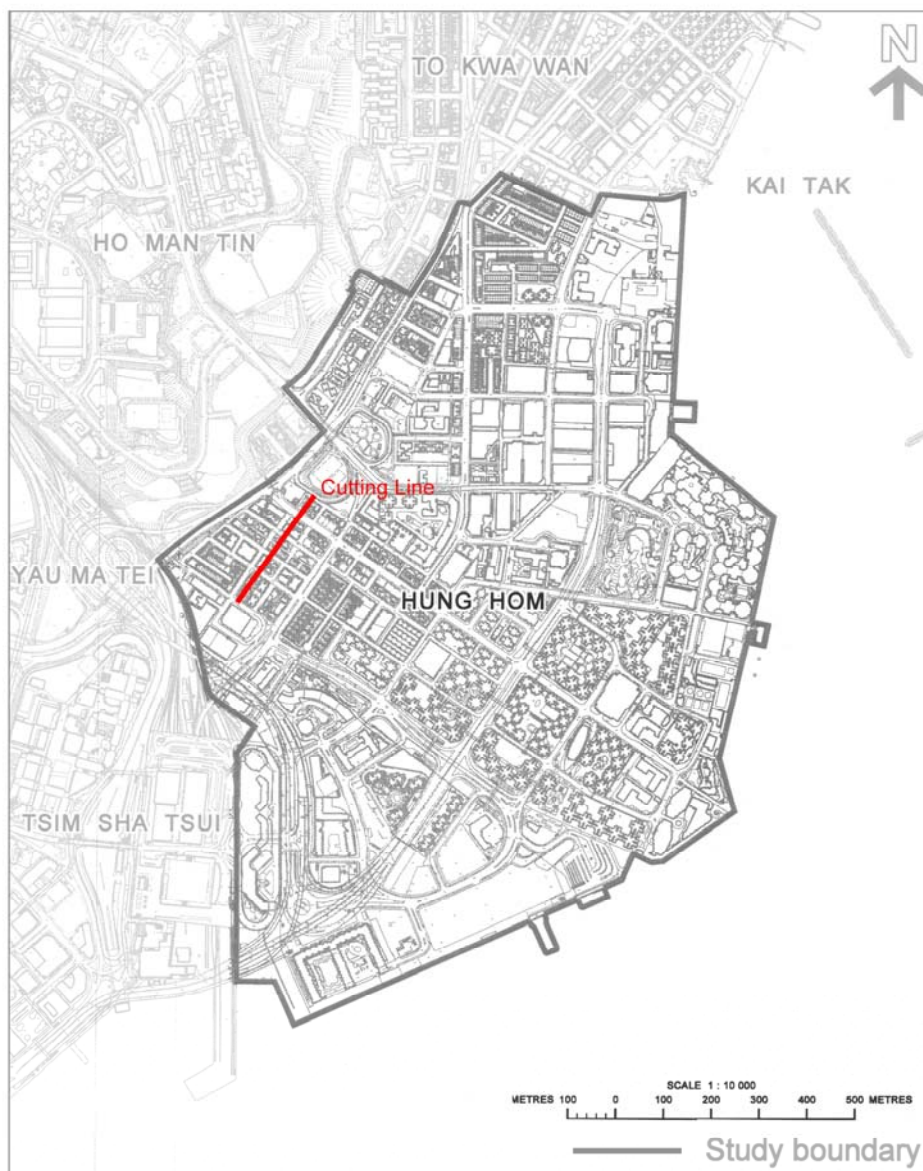 TO KWA WAN
N
KAI TAK
HO MAN TIN
Cutting Line
YAU MA TEI
HUNG HOM
TSIM SHA TSUI
SCALE 1 : 10 000
METRES 100 0 100 200 300 400 500 METRES
Study boundary